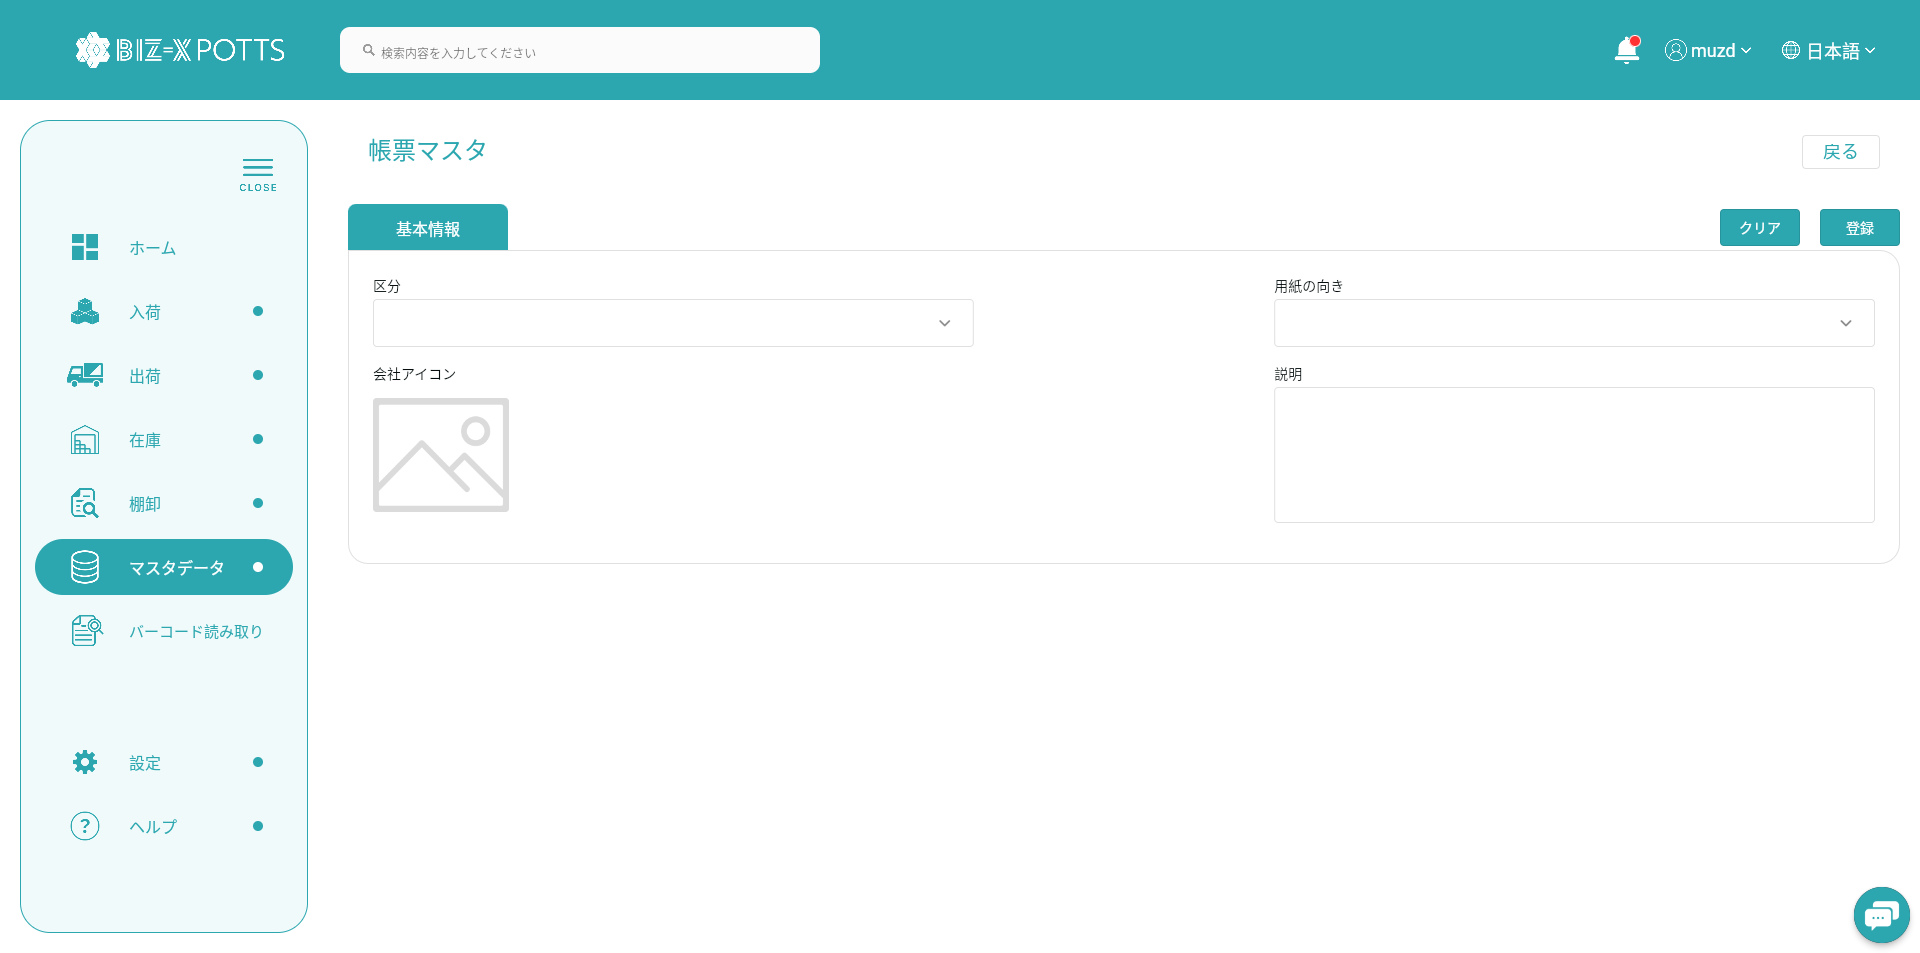 BIZ=X POTTS
検索内容を入力してください
muzd
日本語
CLOSE
ホーム
入荷
出荷
在庫
棚卸
マスタデータ
バーコード読み取り
設定
ヘルプ
帳票マスタ
戻る
基本情報
クリア
登録
区分
用紙の向き
会社アイコン
説明